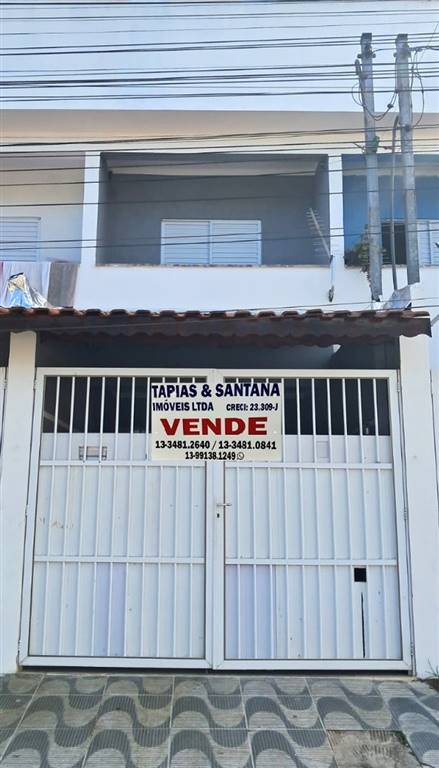 TAPIAS & SANTANA
IMÓVEIS LTDA CRECI: 23.309-J
VENDE
13-3481.2640 / 13-3481.0841
13-99138.1249